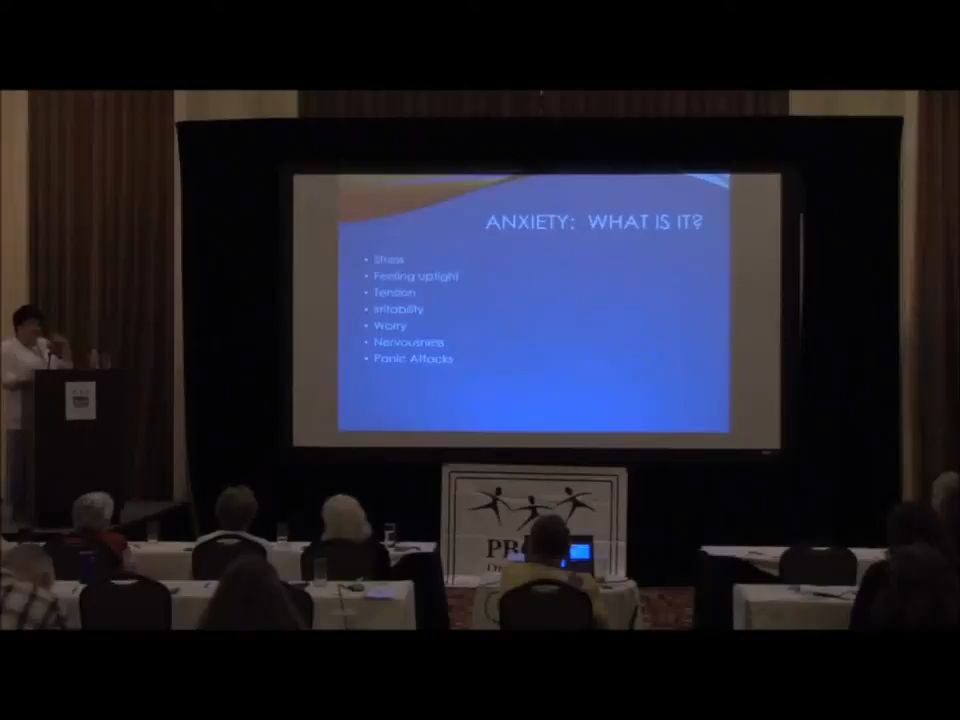 ANXIETY: WHAT IS IT?
• Stress
• Feeling uptight
• Tension
• Irritability
• Worry
• Nervousness
• Panic Attacks